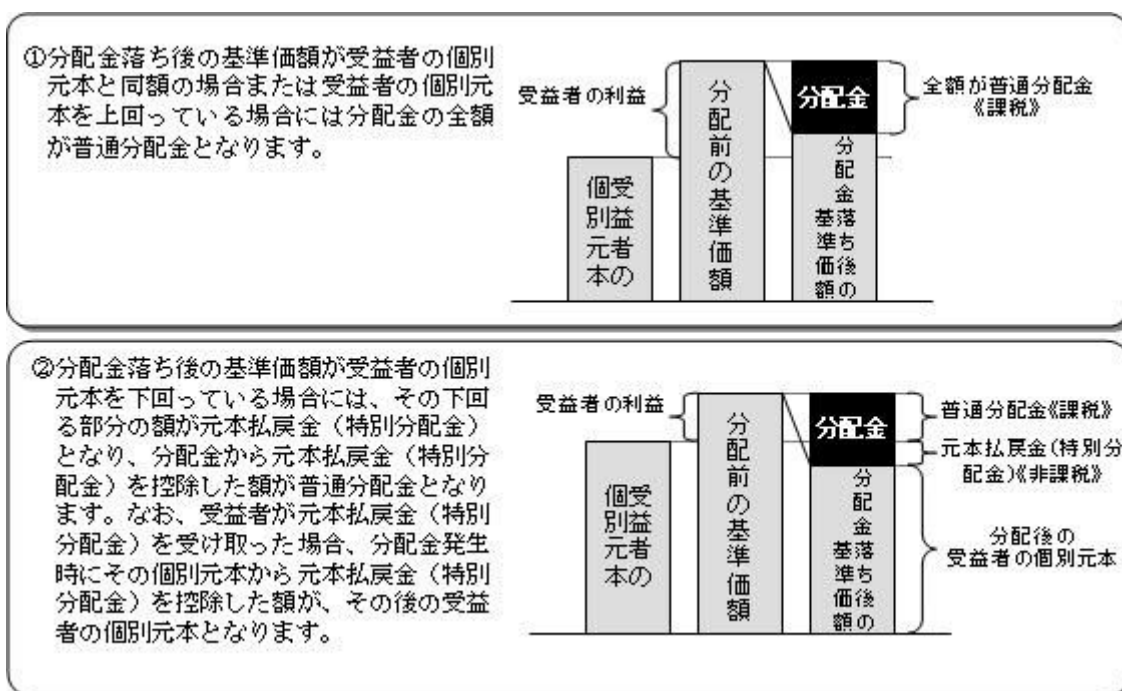 ①分配金落ち後の基準価額が受益者の個別
元本と同額の場合または受益者の個別元
本を上回っている場合には分配金の全額
が普通分配金となります。
受益者の利益
個別元本
受益者の
分配前の基準価額
分配金
分配金落ち後の
基準価額
全額が普通分配金
《課税》
②分配金落ち後の基準価額が受益者の個別
元本を下回っている場合には、その下回
る部分の額が元本払戻金（特別分配金）
となり、分配金から元本払戻金（特別分
配金）を控除した額が普通分配金となり
ます。なお、受益者が元本払戻金（特別
分配金）を受け取った場合、分配金発生
時にその個別元本から元本払戻金（特別
分配金）を控除した額が、その後の受益
者の個別元本となります。
受益者の利益
受益者の
個別元本
分配前の基準価額
分配金
分配金落ち後の
基準価額
普通分配金《課税》
元本払戻金(特別分
配金)《非課税》
分配後の
受益者の個別元本